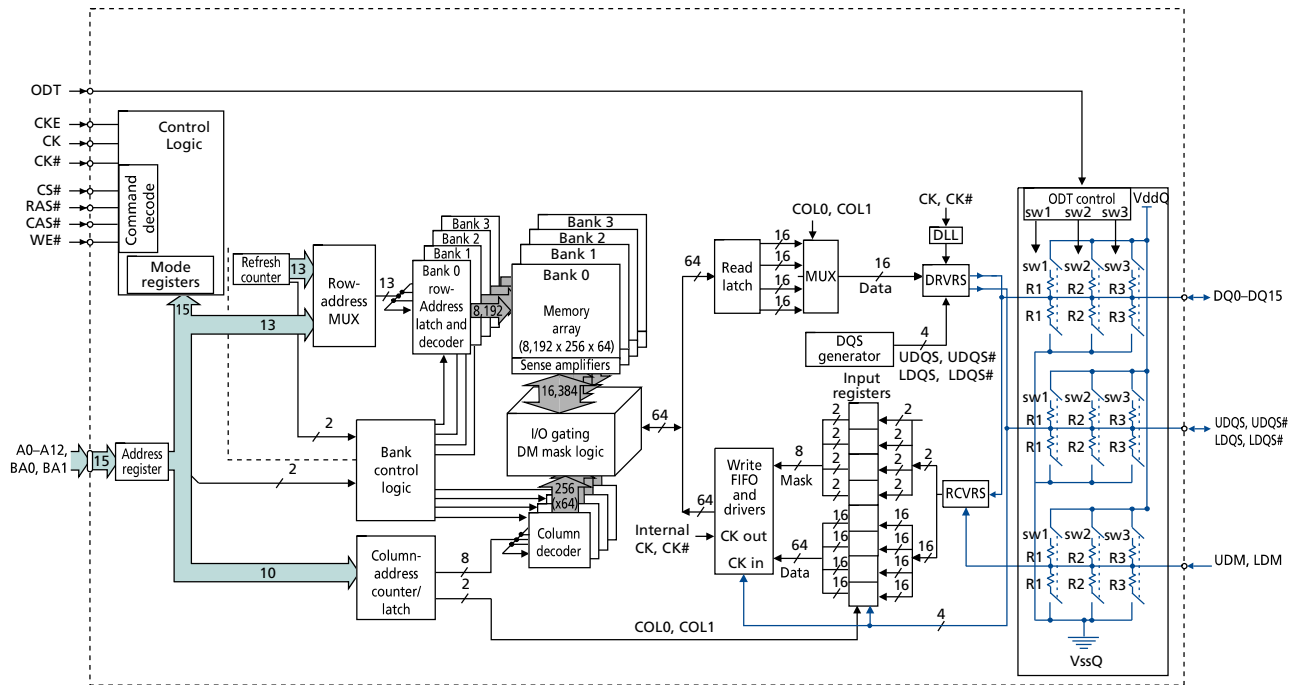 ODT
CKE
CK
CK#
CS#
RAS#
CAS#
WE#
Control
Logic
Command
decode
Mode
registers
15
Refresh
counter
13
13
Row-
address
MUX
13
Bank 3
Bank 2
Bank 1
Bank 0
row-
Address
latch and
decoder
8,192
Bank 3
Bank 2
Bank 1
Bank 0
Memory
array
(8,192 x 256 x 64)
Sense amplifiers
16,384
I/O gating
DM mask logic
64
256
(x64)
Column
decoder
A0–A12,
BA0, BA1
15
Address
register
2
2
Bank
control
logic
10
Column-
address
counter/
latch
8
2
COL0, COL1
64
Read
latch
16
16
16
16
COL0, COL1
MUX
16
Data
CK, CK#
DLL
DRVRS
DQS
generator
4
UDQS, UDQS#
LDQS, LDQS#
Input
registers
64
Internal
CK, CK#
Write
FIFO
and
drivers
CK out
CK in
8
Mask
64
Data
2
2
2
2
16
16
16
16
2
2
2
2
16
16
16
16
2
16
RCVRS
4
ODT control
VddQ
sw1
sw2
sw3
sw1
sw2
sw3
R1
R2
R3
R1
R2
R3
sw1
sw2
sw3
R1
R2
R3
R1
R2
R3
sw1
sw2
sw3
R1
R2
R3
R1
R2
R3
VssQ
DQ0–DQ15
UDQS, UDQS#
LDQS, LDQS#
UDM, LDM